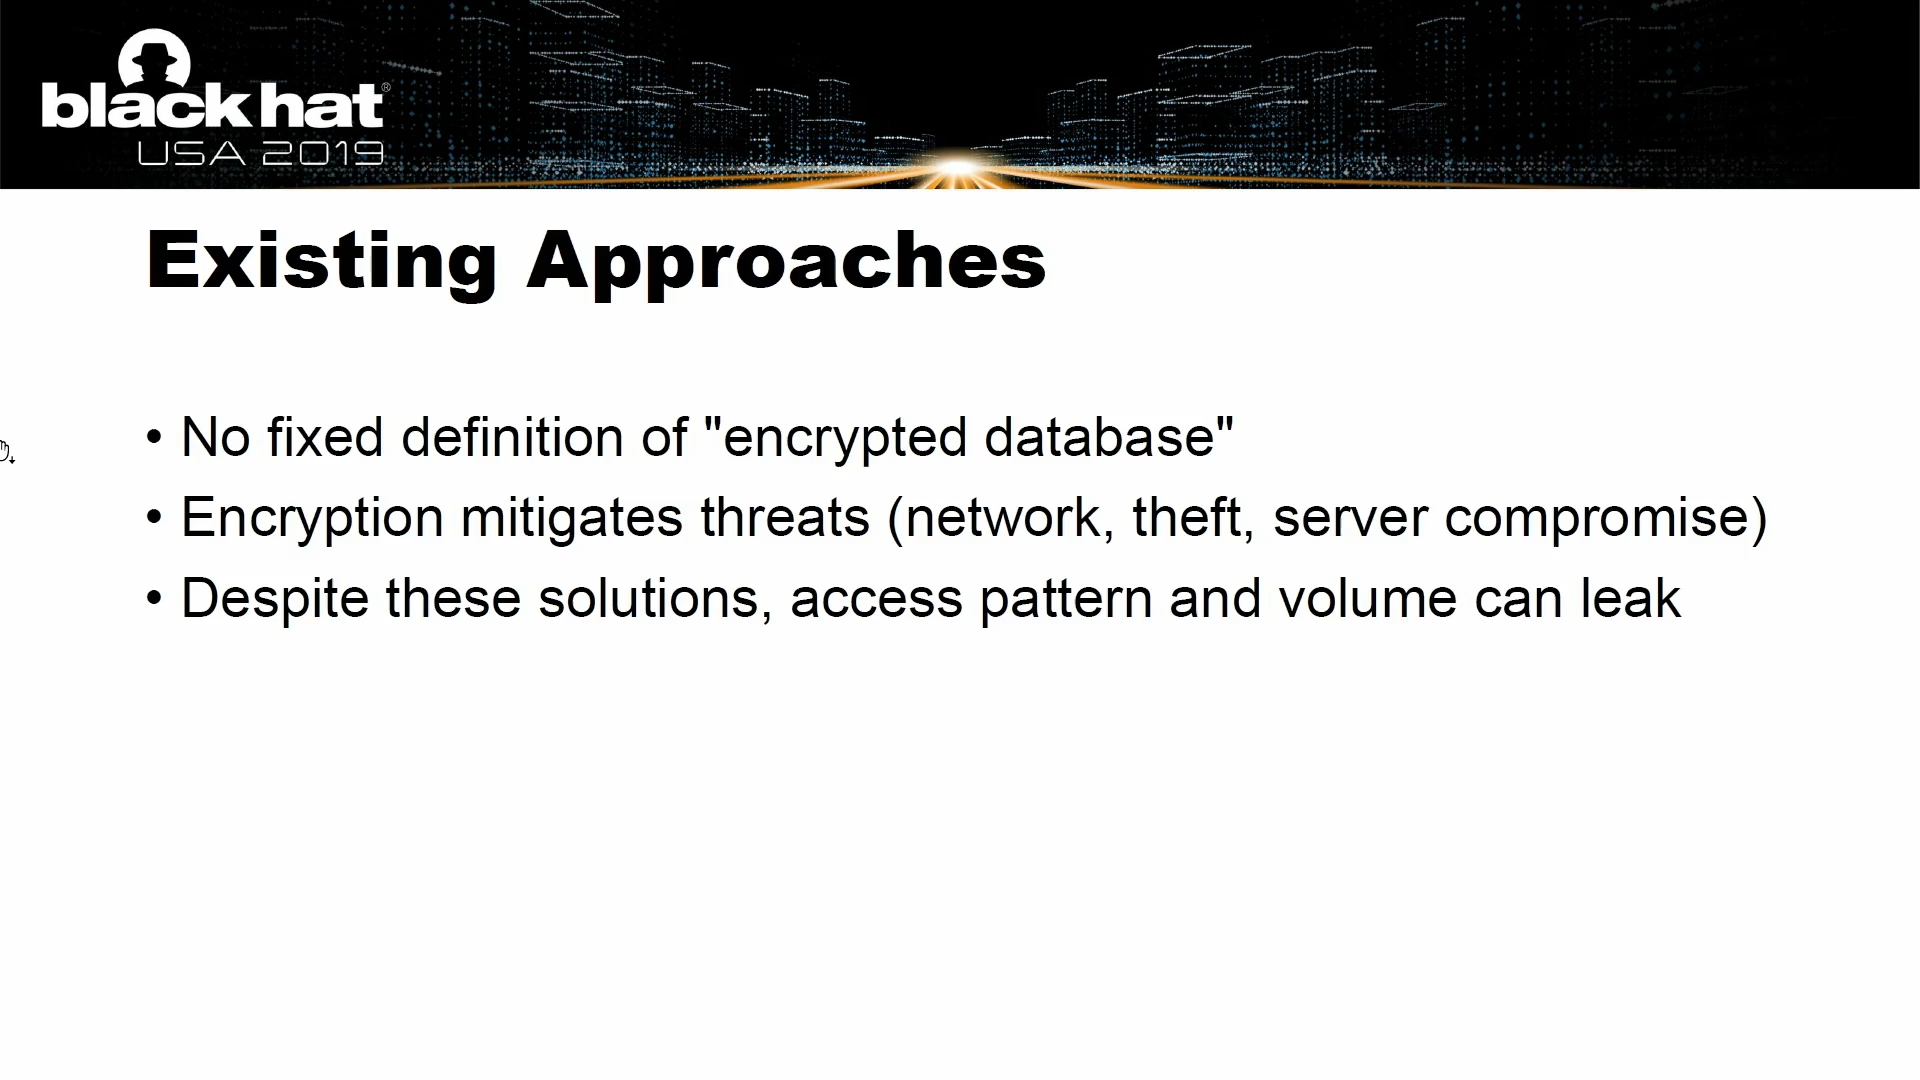 black hat®
USA 2019
Existing Approaches
• No fixed definition of "encrypted database"
• Encryption mitigates threats (network, theft, server compromise)
• Despite these solutions, access pattern and volume can leak